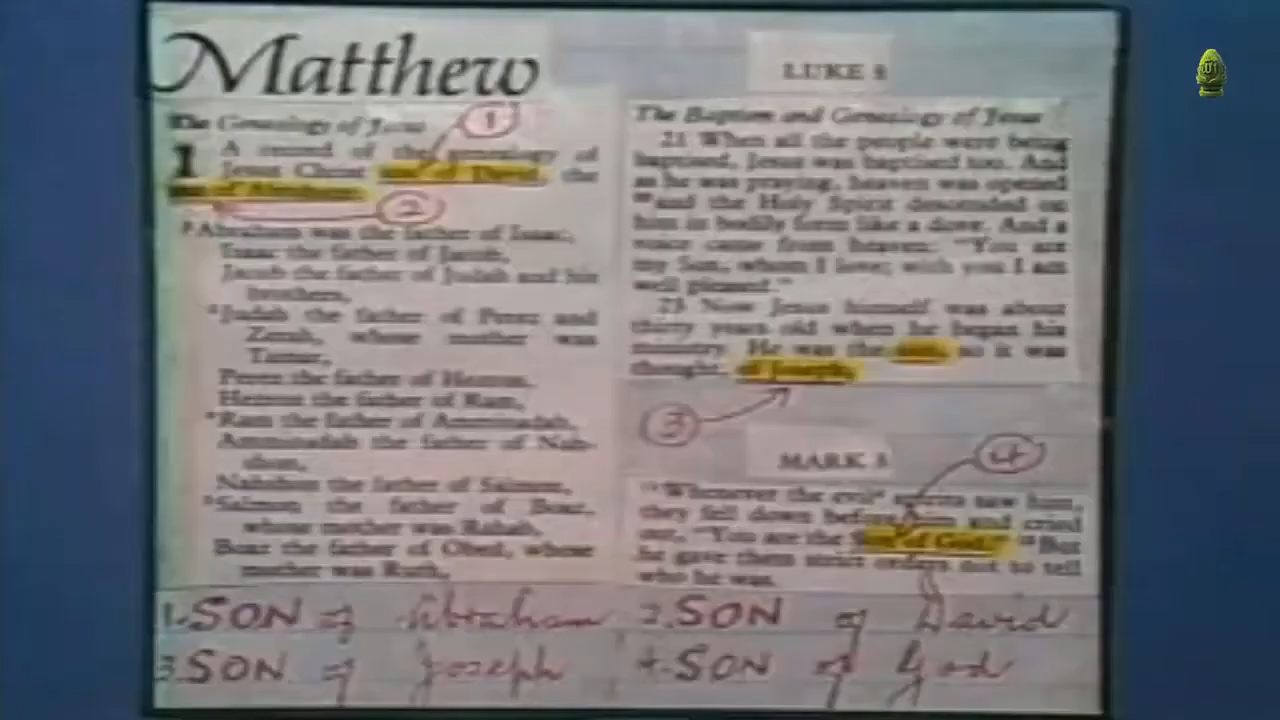 Matthew
The Genealogy of Jesus
1
1 A record of the genealogy of
Jesus Christ son of David, the
son of Abraham:
2
2Abraham was the father of Isaac,
Isaac the father of Jacob,
Jacob the father of Judah and his
brothers,
Judah the father of Perez and
Zerah, whose mother was
Tamar,
Perez the father of Hezron,
Hezron the father of Ram,
Ram the father of Amminadab,
Amminadab the father of Nah-
shon,
Nahshon the father of Salmon,
Salmon the father of Boaz,
whose mother was Rahab,
Boaz the father of Obed, whose
mother was Ruth,
LUKE
The Baptism and Genealogy of Jesus
21 When all the people were being
baptised, Jesus was baptised too. And
as he was praying, heaven was opened
and the Holy Spirit descended on
him in bodily form like a dove. And a
voice came from heaven: "You are
my Son, whom I love; with you I am
well pleased."
23 Now Jesus himself was about
thirty years old when he began his
ministry. He was the son, so it was
thought, of Joseph,
3
MARK 3
4
"Whenever the evil spirits saw him,
they fell down before him and cried
out, "You are the Son of God." But
he gave them strict orders not to tell
who he was.
1. SON of Abraham 2. SON of David
3. SON of Joseph 4. SON of God